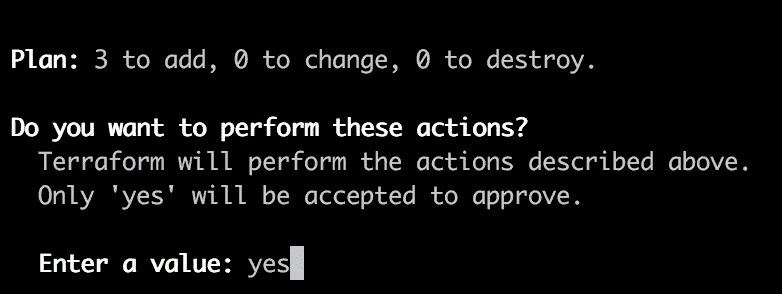 Plan: 3 to add, 0 to change, 0 to destroy.
Do you want to perform these actions?
Terraform will perform the actions described above.
Only 'yes' will be accepted to approve.
Enter a value: yes